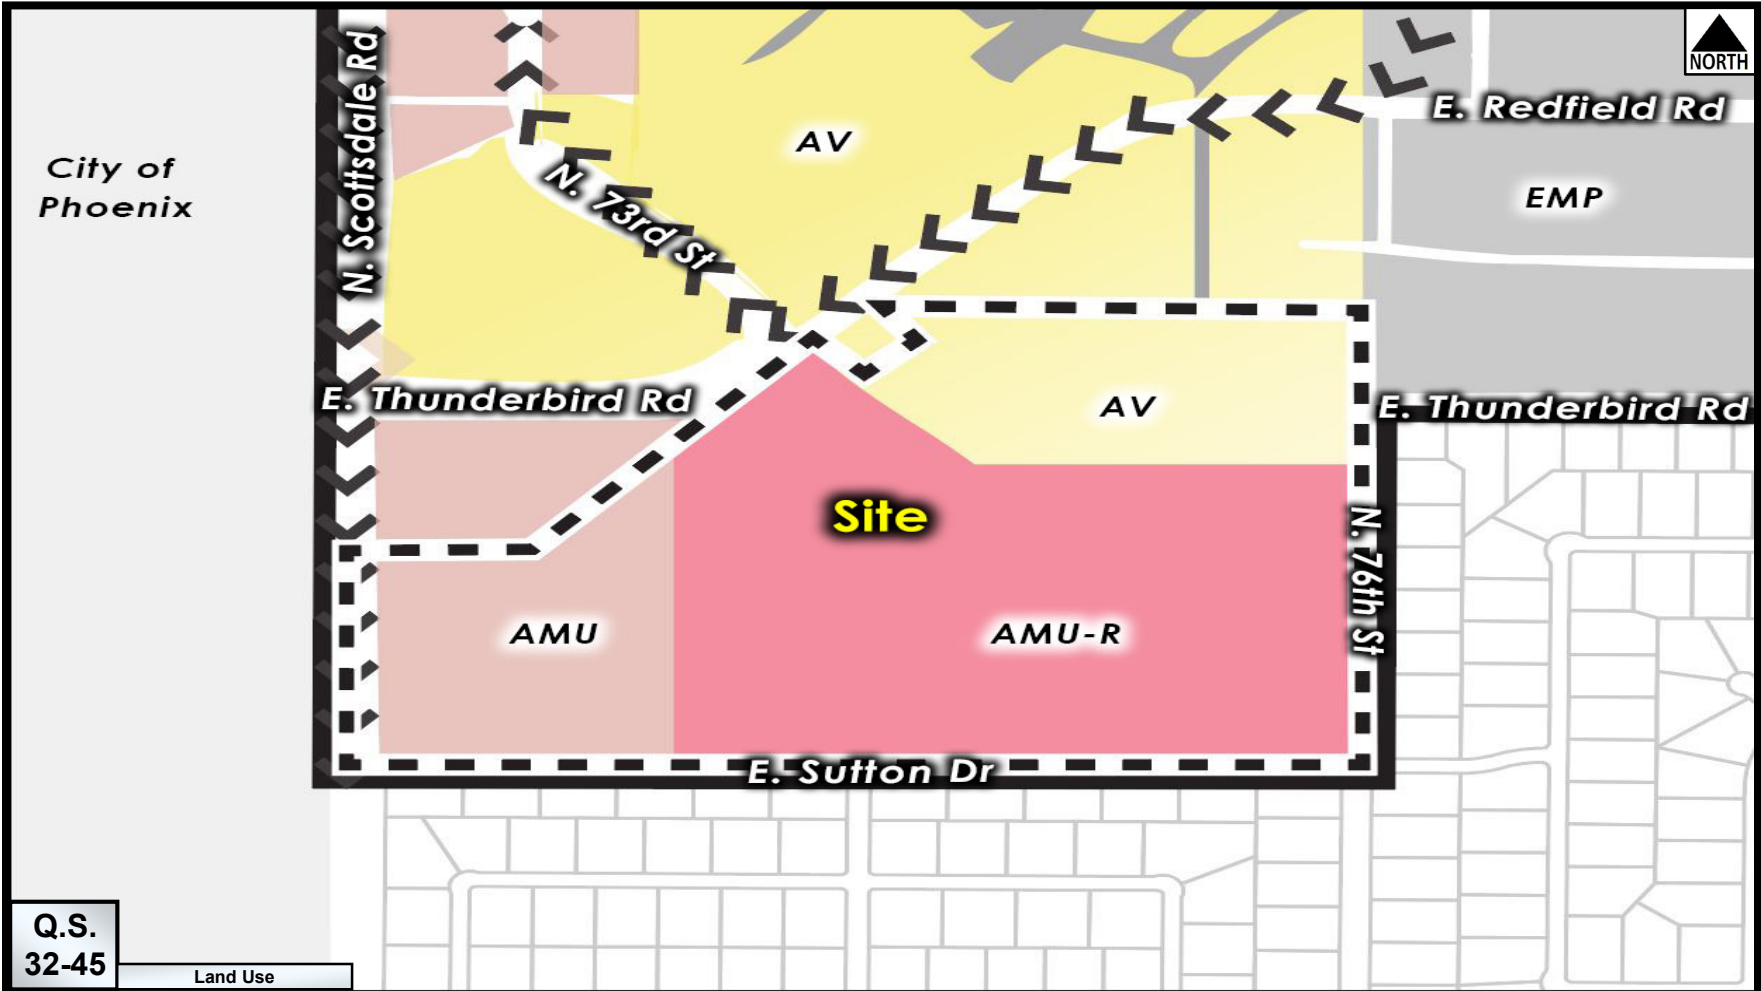 NORTH
N. Scottsdale Rd
E. Redfield Rd
AV
City of
Phoenix
N. 73rd St
EMP
E. Thunderbird Rd
AV
E. Thunderbird Rd
Site
N. 76th St
AMU
AMU-R
E. Sutton Dr
Q.S.
32-45
Land Use